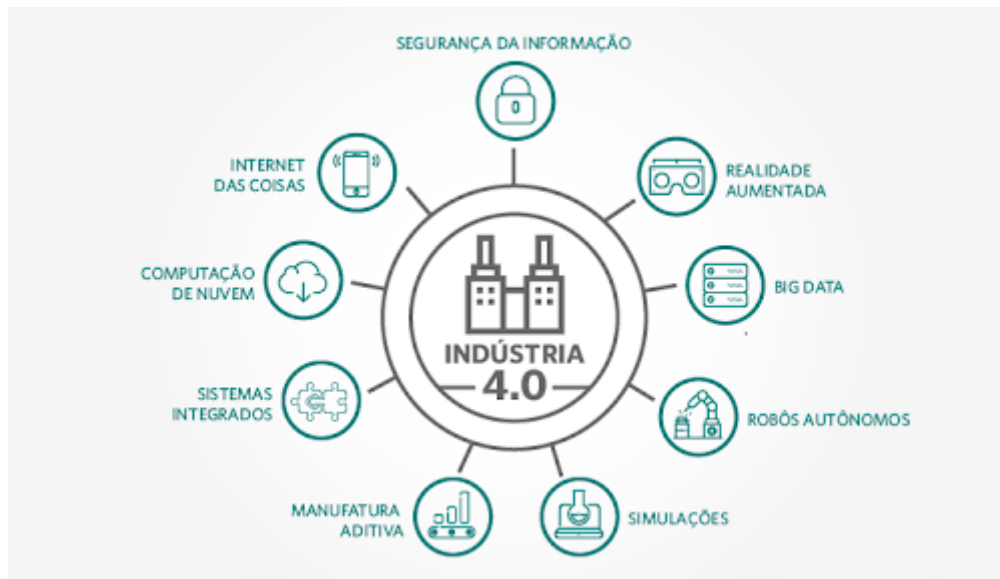 SEGURANÇA DA INFORMAÇÃO
REALIDADE
AUMENTADA
BIG DATA
ROBÔS AUTÔNOMOS
SIMULAÇÕES
MANUFATURA
ADITIVA
SISTEMAS
INTEGRADOS
COMPUTAÇÃO
DE NUVEM
INTERNET
DAS COISAS
INDÚSTRIA
4.0